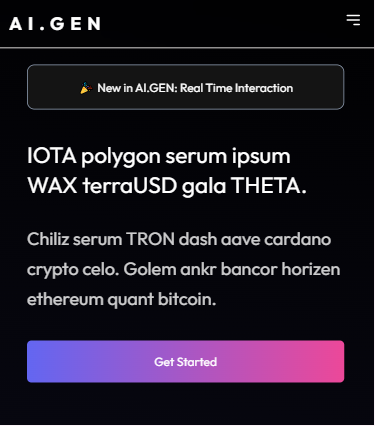 AI.GEN
🎉 New in AI.GEN: Real Time Interaction
IOTA polygon serum ipsum
WAX terraUSD gala THETA.
Chiliz serum TRON dash aave cardano
crypto celo. Golem ankr bancor horizen
ethereum quant bitcoin.
Get Started